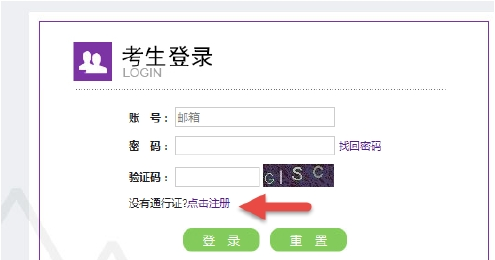 考生登录
LOGIN
账 号： 邮箱
密 码： 找回密码
验证码： GISC
没有通行证?点击注册
登 录 重 置